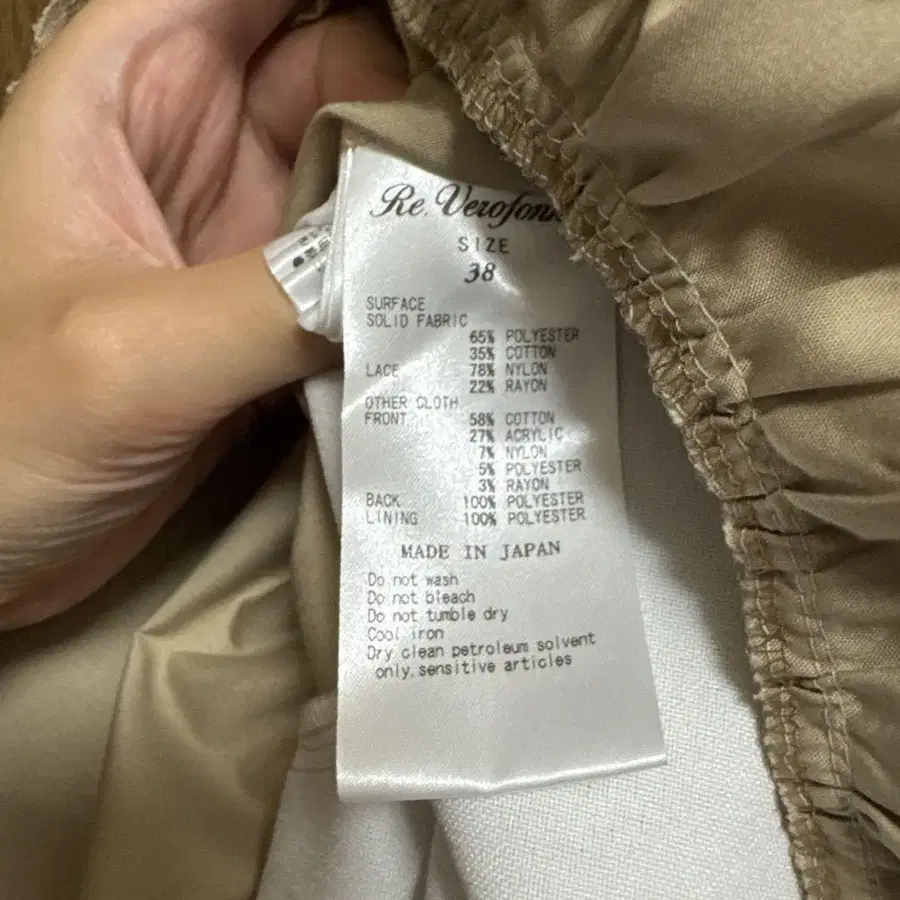 Re. Verofon
SIZE
38
SURFACE
SOLID FABRIC
65% POLYESTER
35% COTTON
LACE 78% NYLON
22% RAYON
OTHER CLOTH
FRONT 58% COTTON
27% ACRYLIC
7% NYLON
5% POLYESTER
3% RAYON
BACK 100% POLYESTER
LINING 100% POLYESTER
MADE IN JAPAN
Do not wash
Do not bleach
Do not tumble dry
Cool iron
Dry clean petroleum solvent
only.sensitive articles